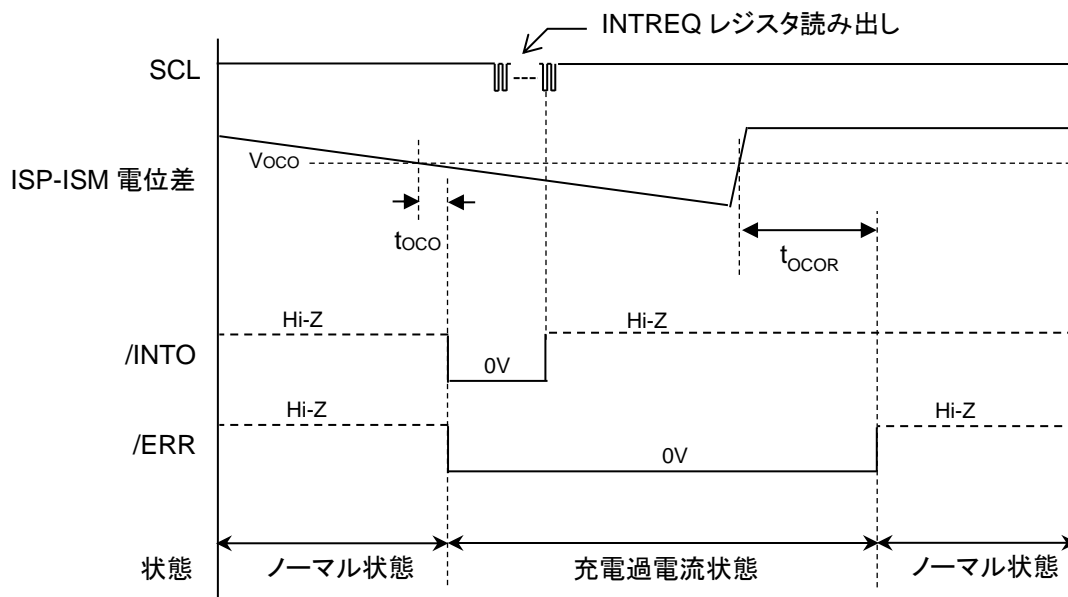 INTREQ レジスタ読み出し
SCL
VOCO
ISP-ISM 電位差
tOCO
tOCOR
Hi-Z
Hi-Z
/INTO
0V
Hi-Z
Hi-Z
/ERR
0V
状態
ノーマル状態
充電過電流状態
ノーマル状態